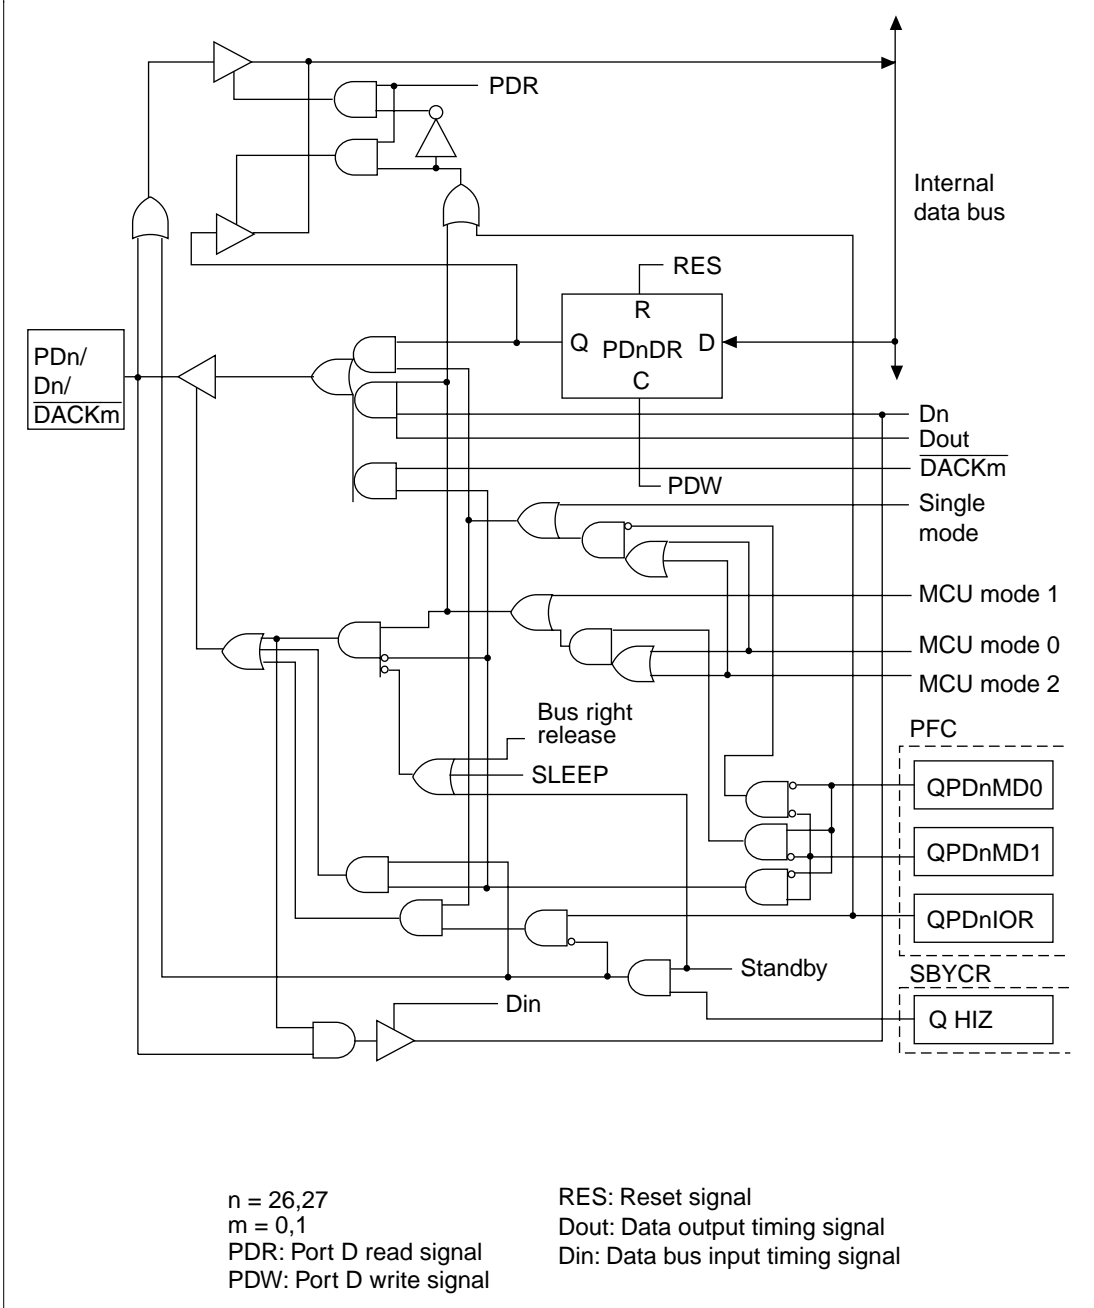 PDR
Internal
data bus
RES
R
Q
PDnDR
D
C
PDn/
Dn/
DACKm
Dn
Dout
DACKm
PDW
Single
mode
MCU mode 1
MCU mode 0
MCU mode 2
Bus right
release
PFC
SLEEP
QPDnMD0
QPDnMD1
QPDnIOR
Standby
SBYCR
Din
Q HIZ
n = 26,27
m = 0,1
PDR: Port D read signal
PDW: Port D write signal
RES: Reset signal
Dout: Data output timing signal
Din: Data bus input timing signal